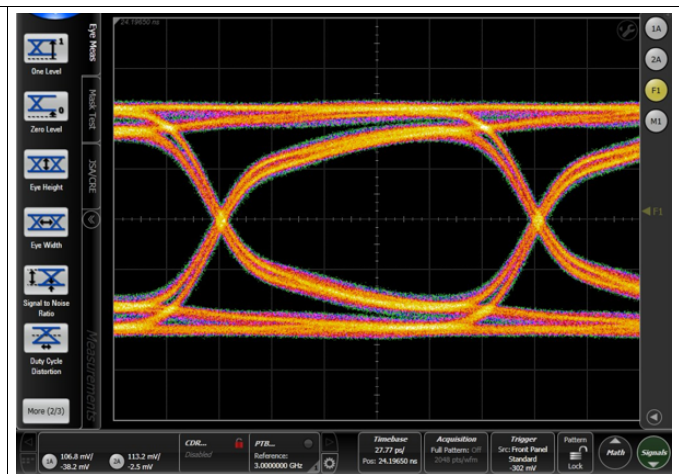 24.19650 ns
One Level
Zero Level
Eye Height
Eye Width
Signal to Noise
Ratio
Duty Cycle
Distortion
More (2/3)
Eye Meas
Mask Test
JSA/CRE
Measurements
1A
2A
F1
M1
F1
1A
106.8 mV/
-38.2 mV
2A
113.2 mV/
-2.5 mV
CDR...
Disabled
PTB...
Reference:
3.0000000 GHz
Timebase
27.77 ps/
Pos: 24.19650 ns
Acquisition
Full Pattern: Off
2048 pts/wfm
Trigger
Src: Front Panel
Standard
-302 mV
Pattern
Lock
Math
Signals